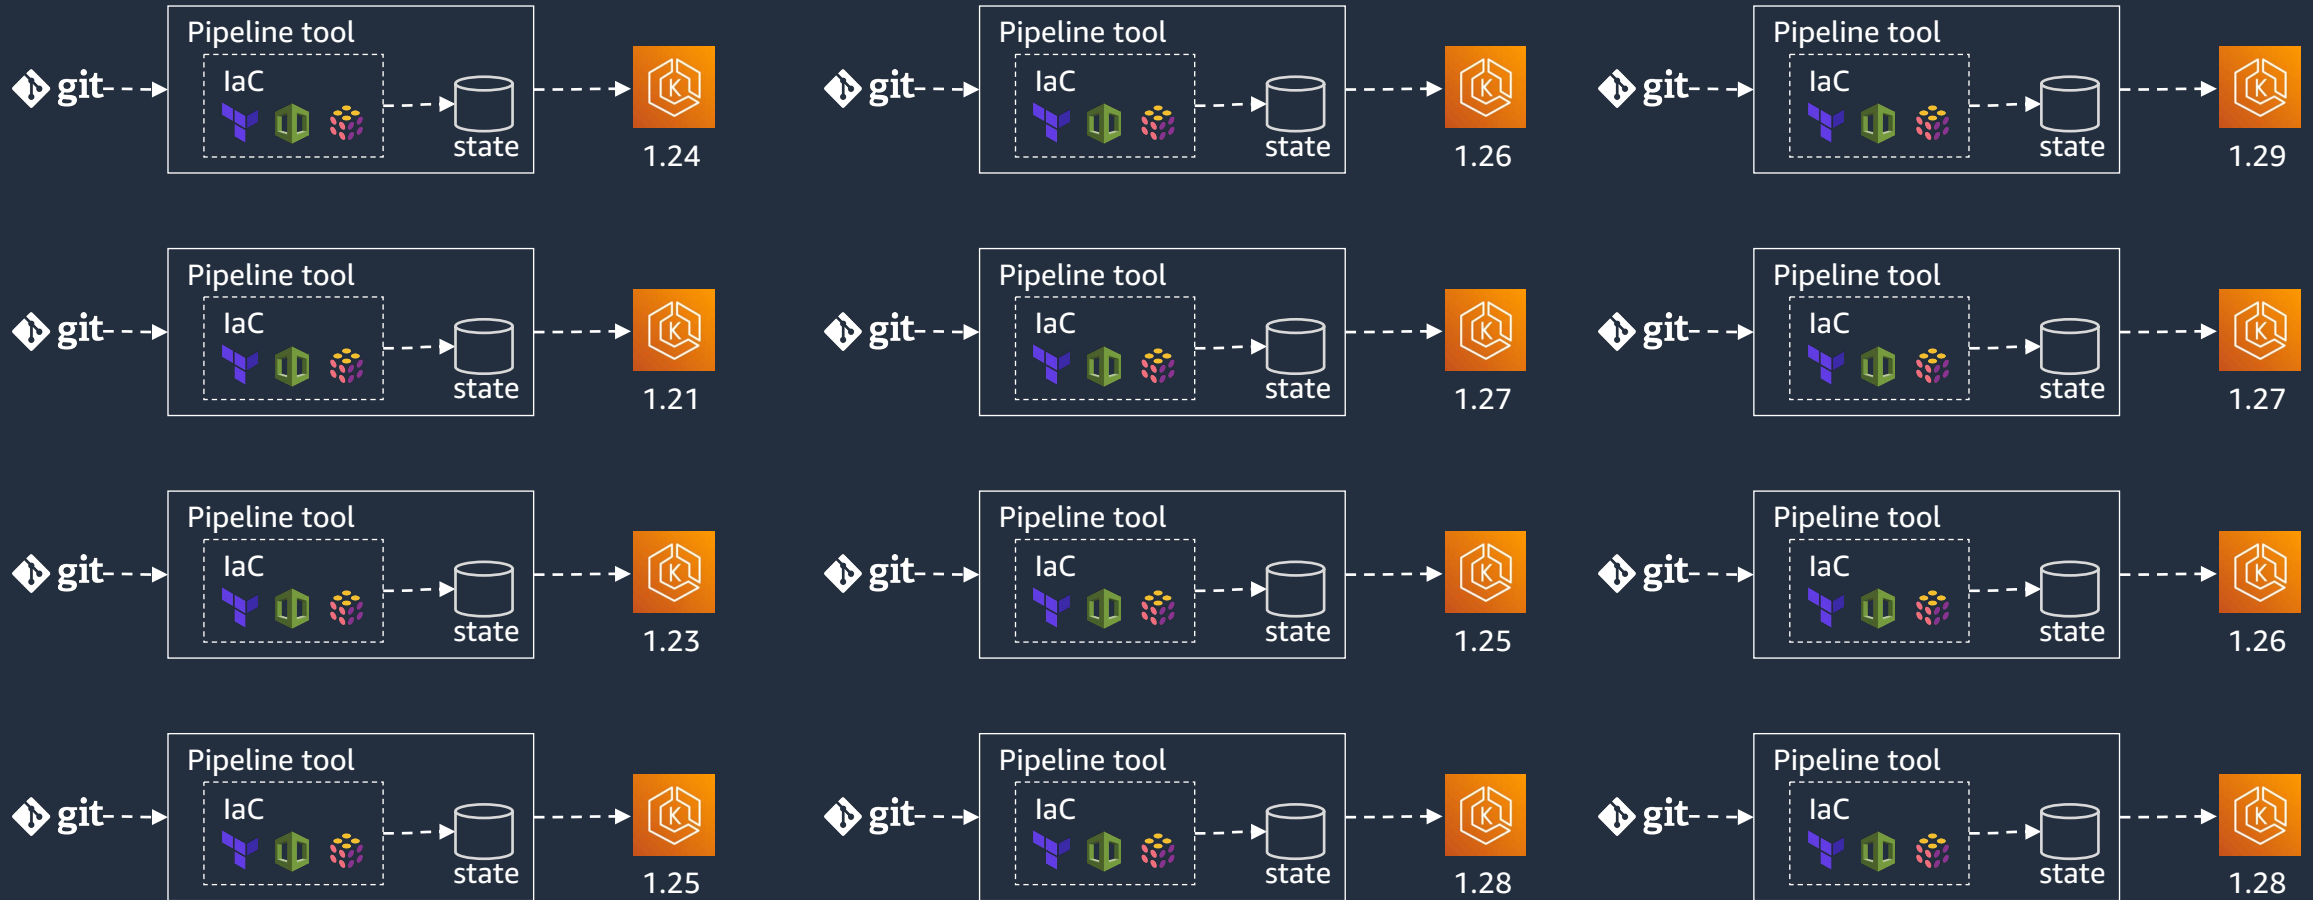 Pipeline tool
IaC
git
state
1.24
Pipeline tool
IaC
git
state
1.26
Pipeline tool
IaC
git
state
1.29
Pipeline tool
IaC
git
state
1.21
Pipeline tool
IaC
git
state
1.27
Pipeline tool
IaC
git
state
1.27
Pipeline tool
IaC
git
state
1.23
Pipeline tool
IaC
git
state
1.25
Pipeline tool
IaC
git
state
1.26
Pipeline tool
IaC
git
state
1.25
Pipeline tool
IaC
git
state
1.28
Pipeline tool
IaC
git
state
1.28